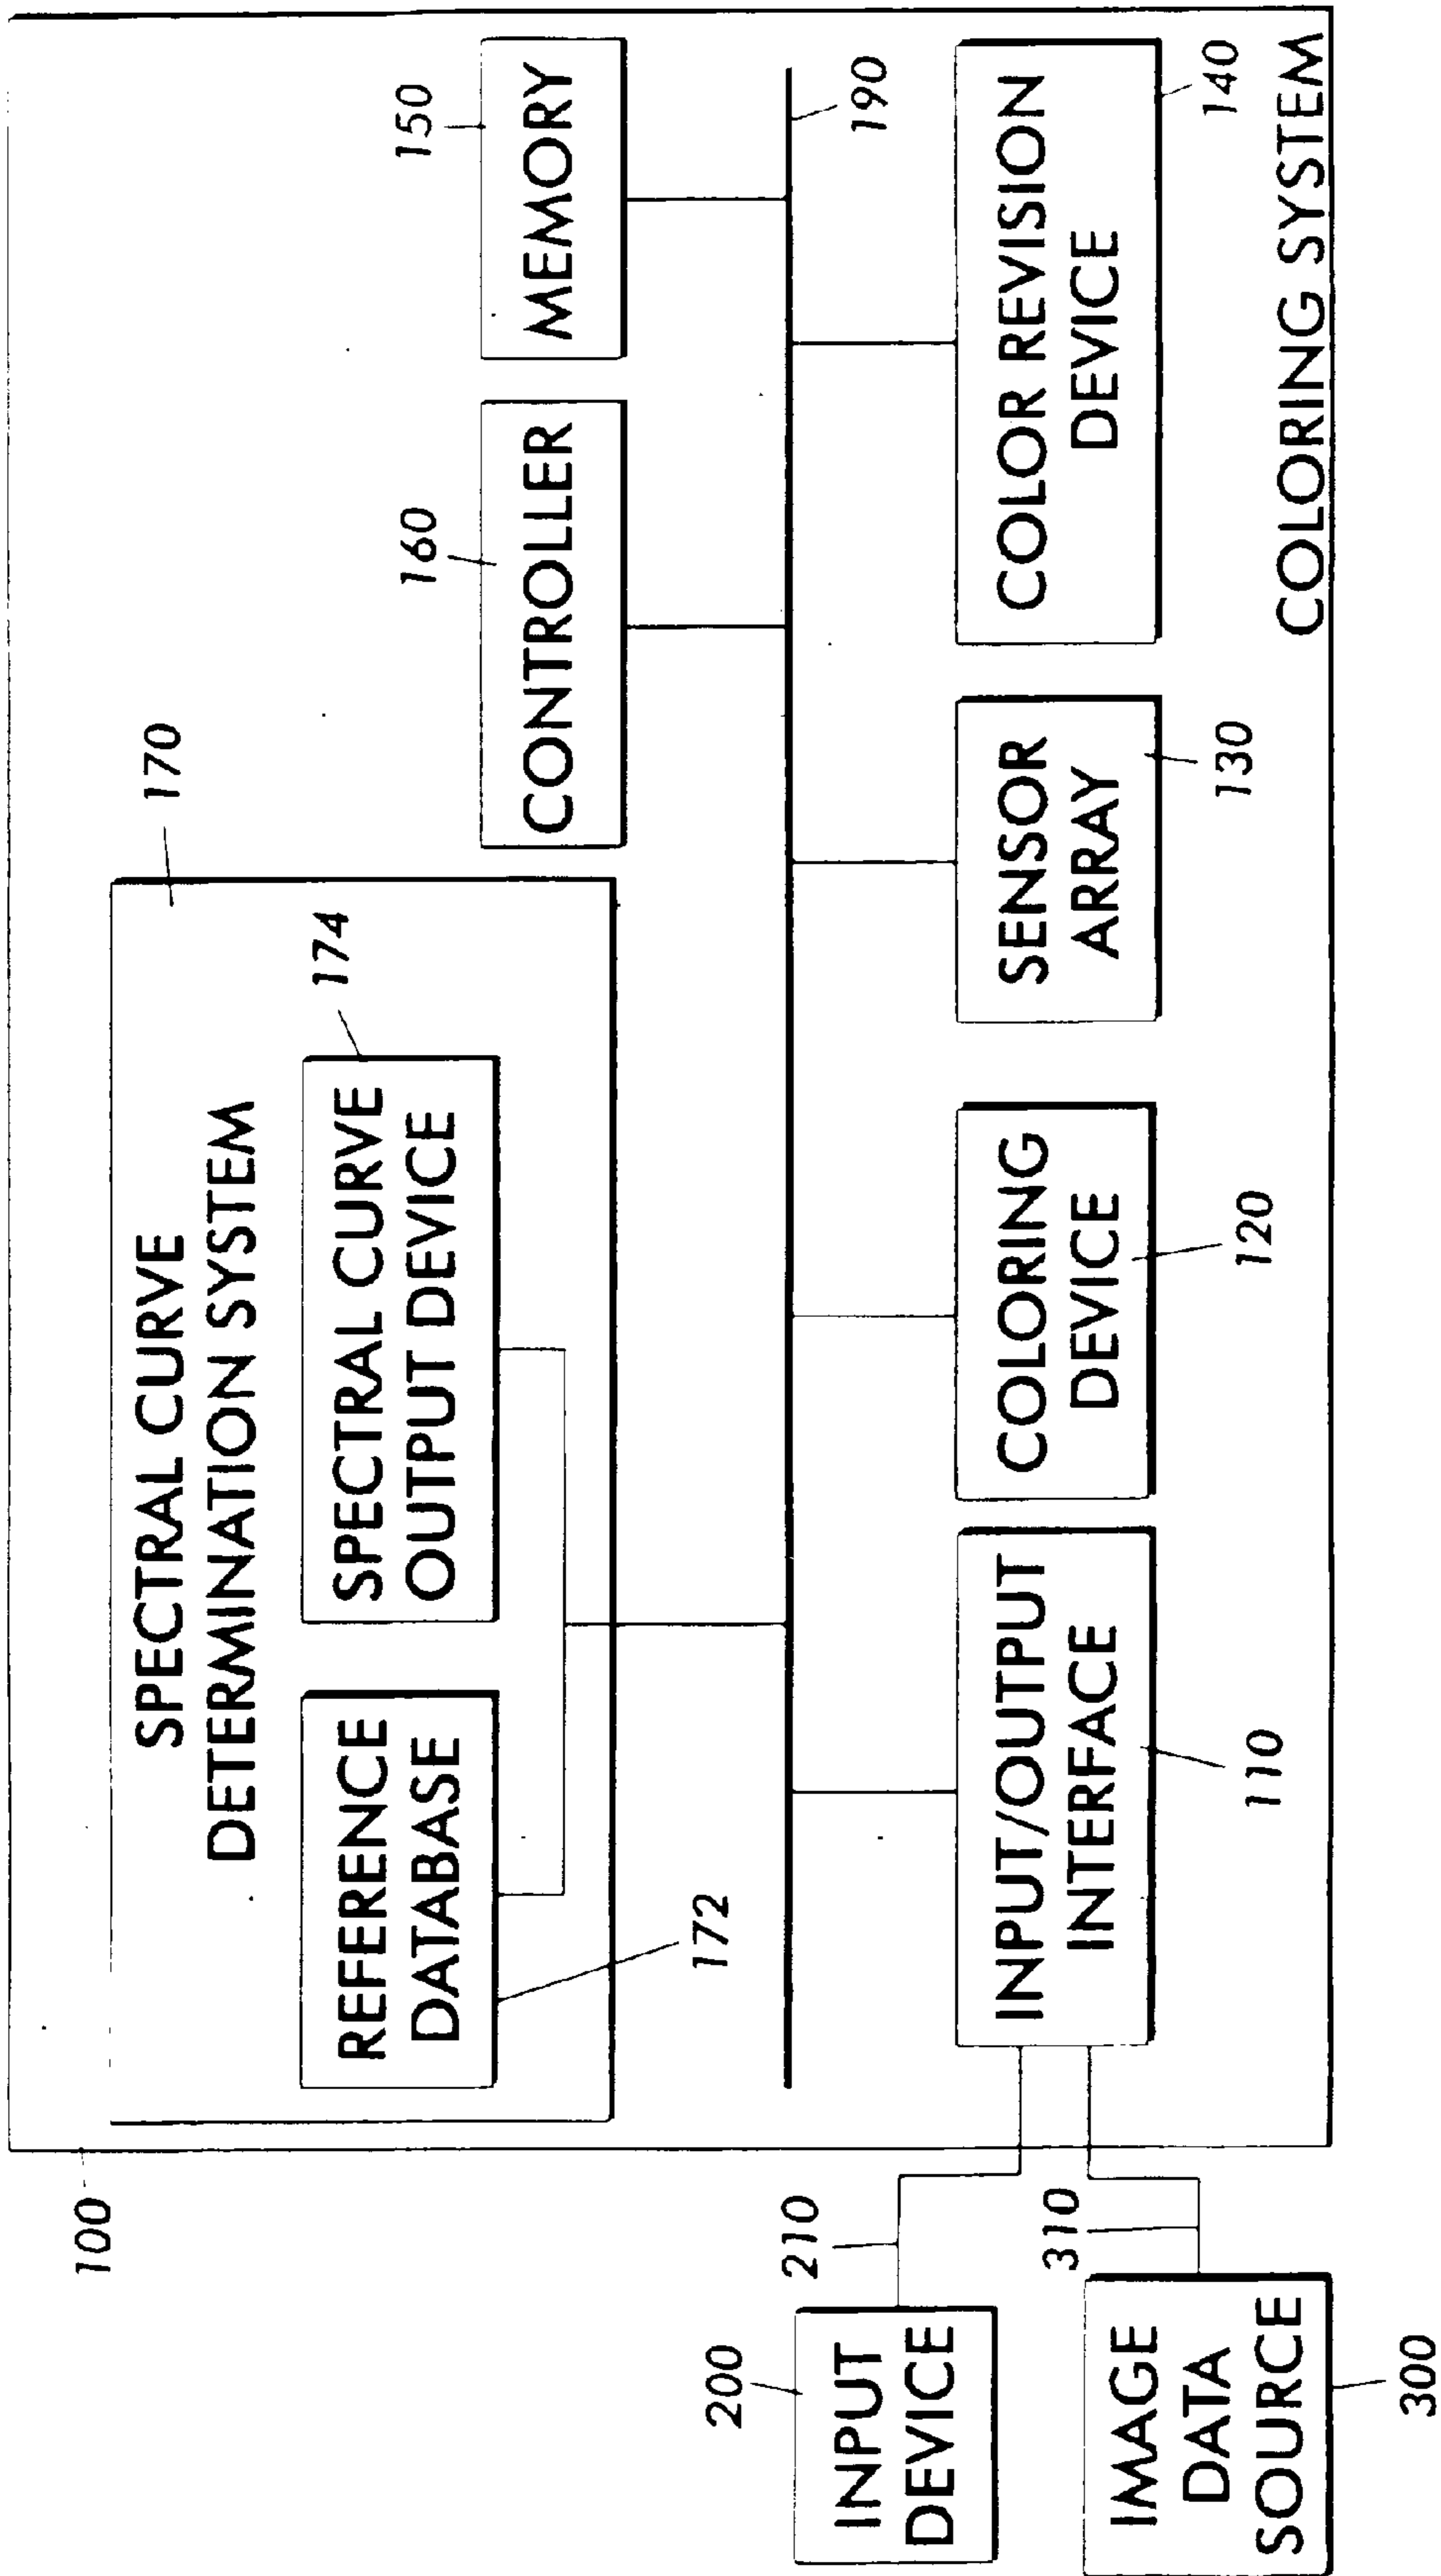 100
170
SPECTRAL CURVE
DETERMINATION SYSTEM
REFERENCE
DATABASE
172
SPECTRAL CURVE
OUTPUT DEVICE
174
160
CONTROLLER
150
MEMORY
190
200
INPUT
DEVICE
210
310
IMAGE
DATA
SOURCE
300
INPUT/OUTPUT
INTERFACE
110
COLORING
DEVICE
120
SENSOR
ARRAY
130
COLOR REVISION
DEVICE
140
COLORING SYSTEM